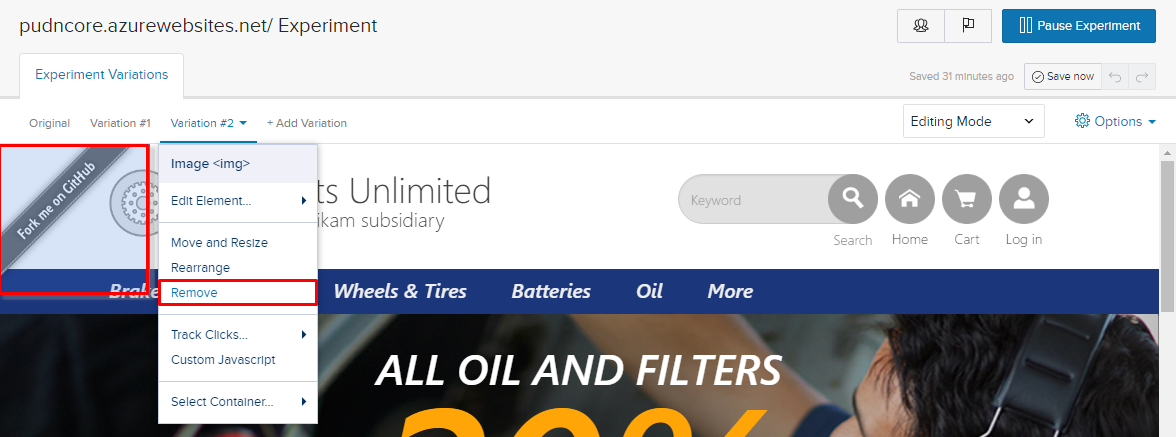 pudncore.azurewebsites.net/ Experiment
Pause Experiment
Experiment Variations
Saved 31 minutes ago
Save now
Original
Variation #1
Variation #2
+ Add Variation
Editing Mode
Options
Image <img>
Edit Element...
Move and Resize
Rearrange
Remove
Track Clicks...
Custom Javascript
Select Container...
Fork me on GitHub
ts Unlimited
ikam subsidiary
Keyword
Search
Home
Cart
Log in
Brake
Wheels & Tires
Batteries
Oil
More
ALL OIL AND FILTERS
20%